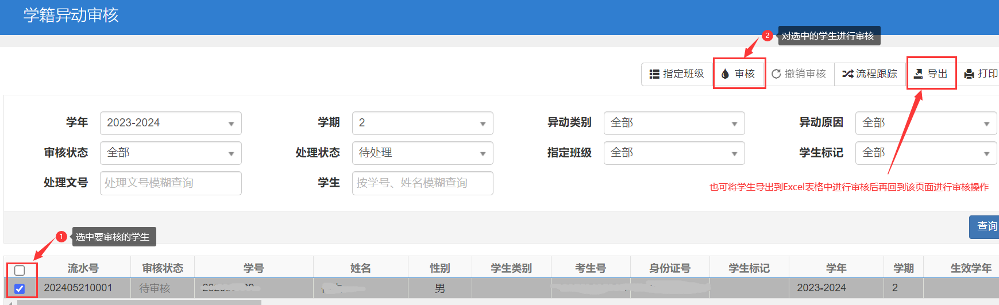 学籍异动审核
2 对选中的学生进行审核
指定班级 审核 撤销审核 流程跟踪 导出 打印
学年 2023-2024 学期 2 异动类别 全部 异动原因 全部
审核状态 全部 处理状态 待处理 指定班级 全部 学生标记 全部
处理文号 处理文号模糊查询 学生 按学号、姓名模糊查询
也可将学生导出到Excel表格中进行审核后再回到该页面进行审核操作
查询
1 选中要审核的学生
流水号 审核状态 学号 姓名 性别 学生类别 考生号 身份证号 学生标记 学年 学期 生效学年
202405210001 待审核 男 2023-2024 2